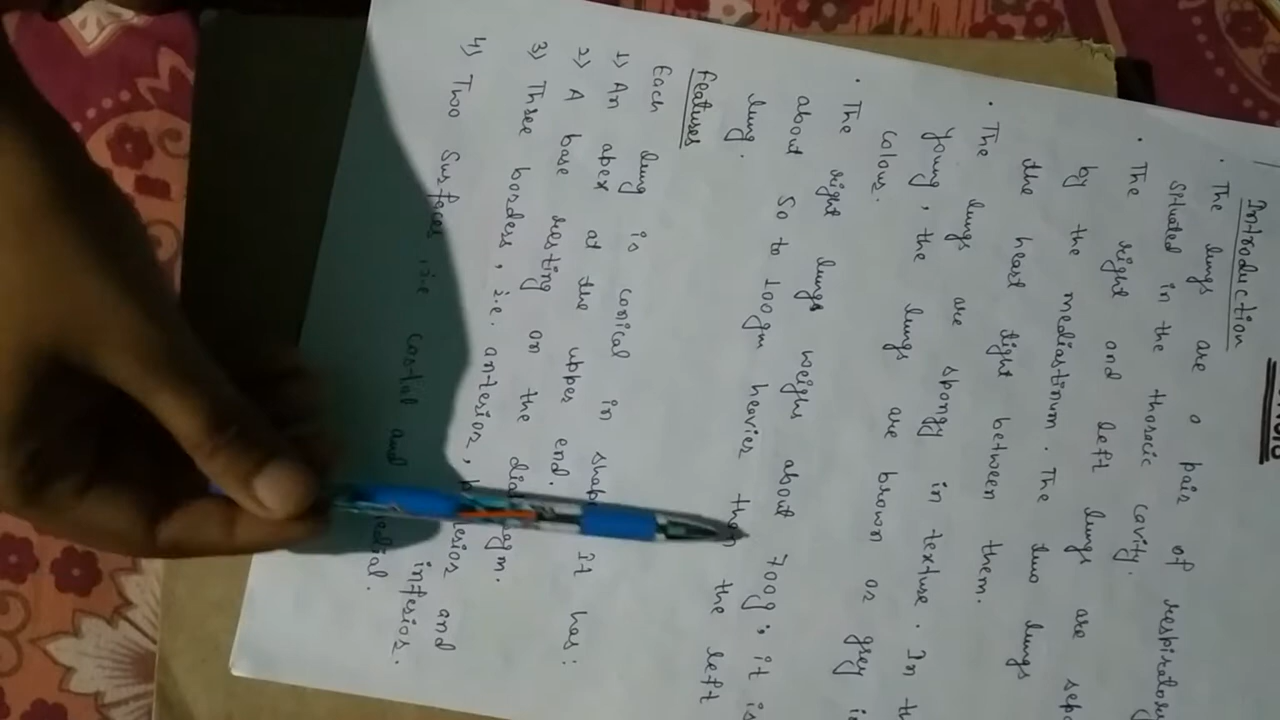 Introduction
• The lungs are a pair of respiratory
situated in the thoracic cavity.
• The right and left lungs are
by the mediastinum. The two lungs
the heart tight between them.
• The lungs are spongy in texture. In
young, the lungs are brown or grey
colour.
• The right lungs weighs about 700g; it is
about 50 to 100gm heavier than the left
lung.
Features
Each lung is conical in shape It has:
1) An apex at the upper end.
2) A base resting on the diaphragm.
3) Three borders, i.e. anterior, posterior and inferior.
4) Two Surfaces, i.e costal and medial.